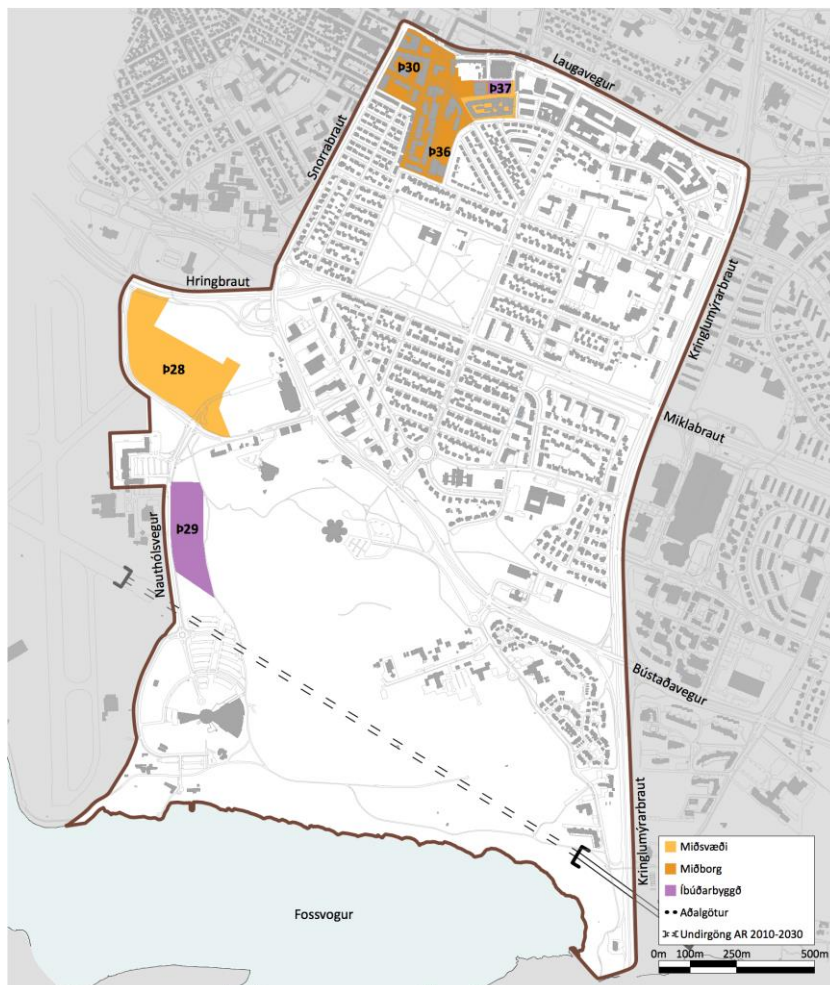 Laugavegur
Þ30
Þ37
Þ36
Snorrabraut
Hringbraut
Kringlumýrarbraut
Þ28
Miklabraut
Þ29
Nauthólsvegur
Bústaðavegur
Kringlumýrarbraut
Fossvogur
Miðsvæði
Miðborg
Íbúðarbyggð
Aðalgötur
Undirgöng AR 2010-2030
0m 100m 250m 500m